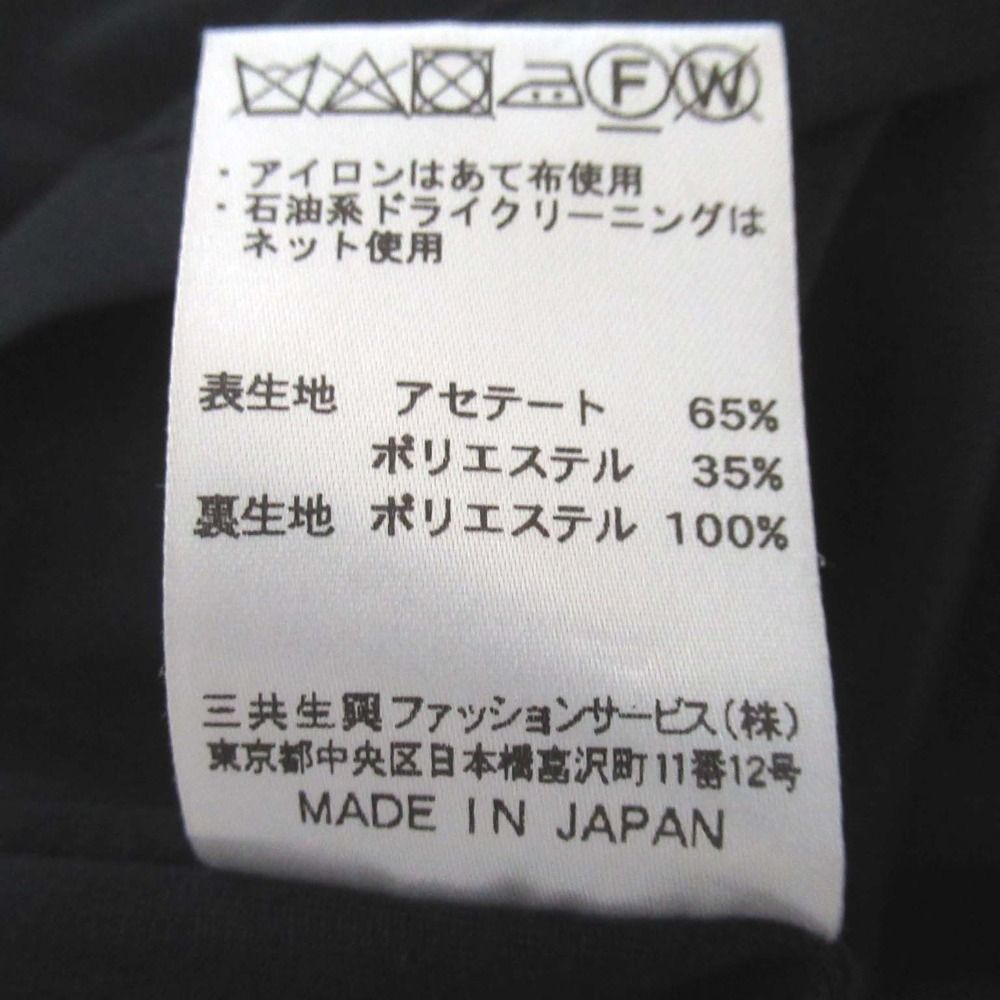 F W
・アイロンはあて布使用
・石油系ドライクリーニングは
ネット使用
表生地 アセテート 65%
ポリエステル 35%
裏生地 ポリエステル 100%
三共生興ファッションサービス(株)
東京都中央区日本橋富沢町11番12号
MADE IN JAPAN